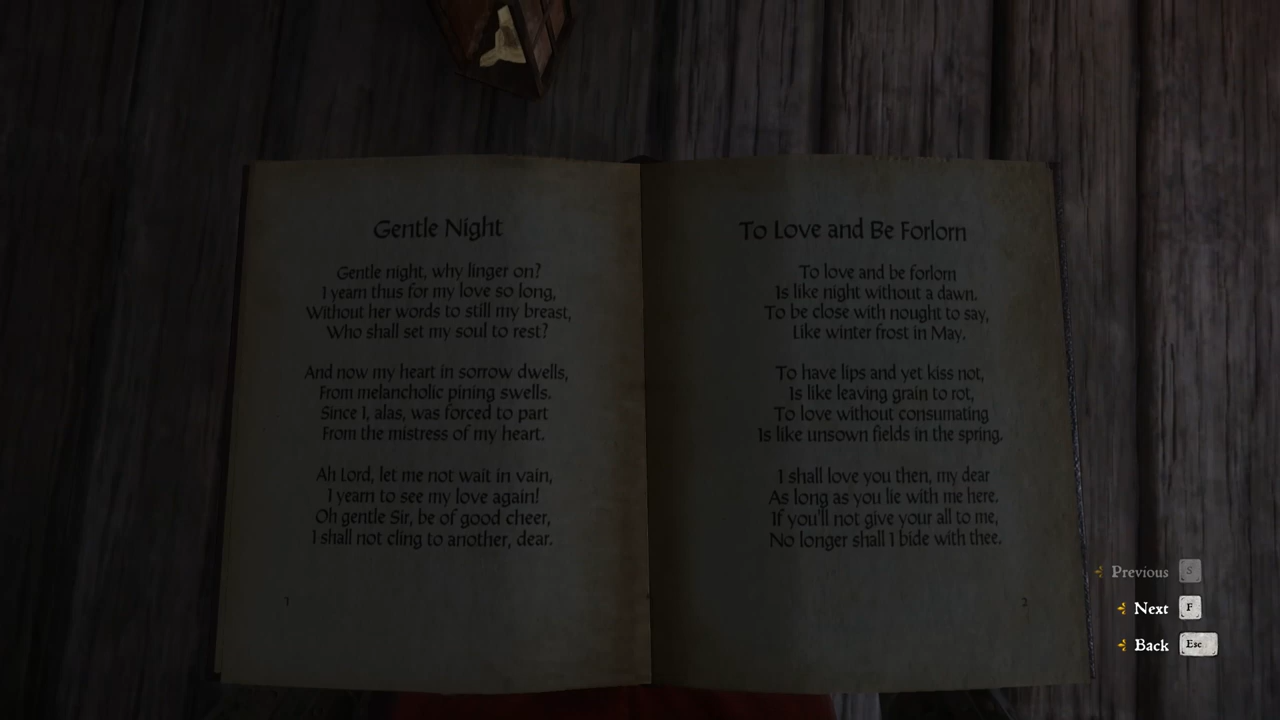 Gentle Night
Gentle night, why linger on?
I yearn thus for my love so long,
Without her words to still my breast,
Who shall set my soul to rest?
And now my heart in sorrow dwells,
From melancholic pining swells.
Since I, alas, was forced to part
From the mistress of my heart.
Ah Lord, let me not wait in vain,
I yearn to see my love again!
Oh gentle Sir, be of good cheer,
I shall not cling to another, dear.
1
To Love and Be Forlorn
To love and be forlorn
Is like night without a dawn.
To be close with nought to say,
Like winter frost in May.
To have lips and yet kiss not,
Is like leaving grain to rot,
To love without consumating
Is like unsown fields in the spring.
I shall love you then, my dear
As long as you lie with me here.
If you'll not give your all to me,
No longer shall I bide with thee.
2
Previous S
Next F
Back Esc